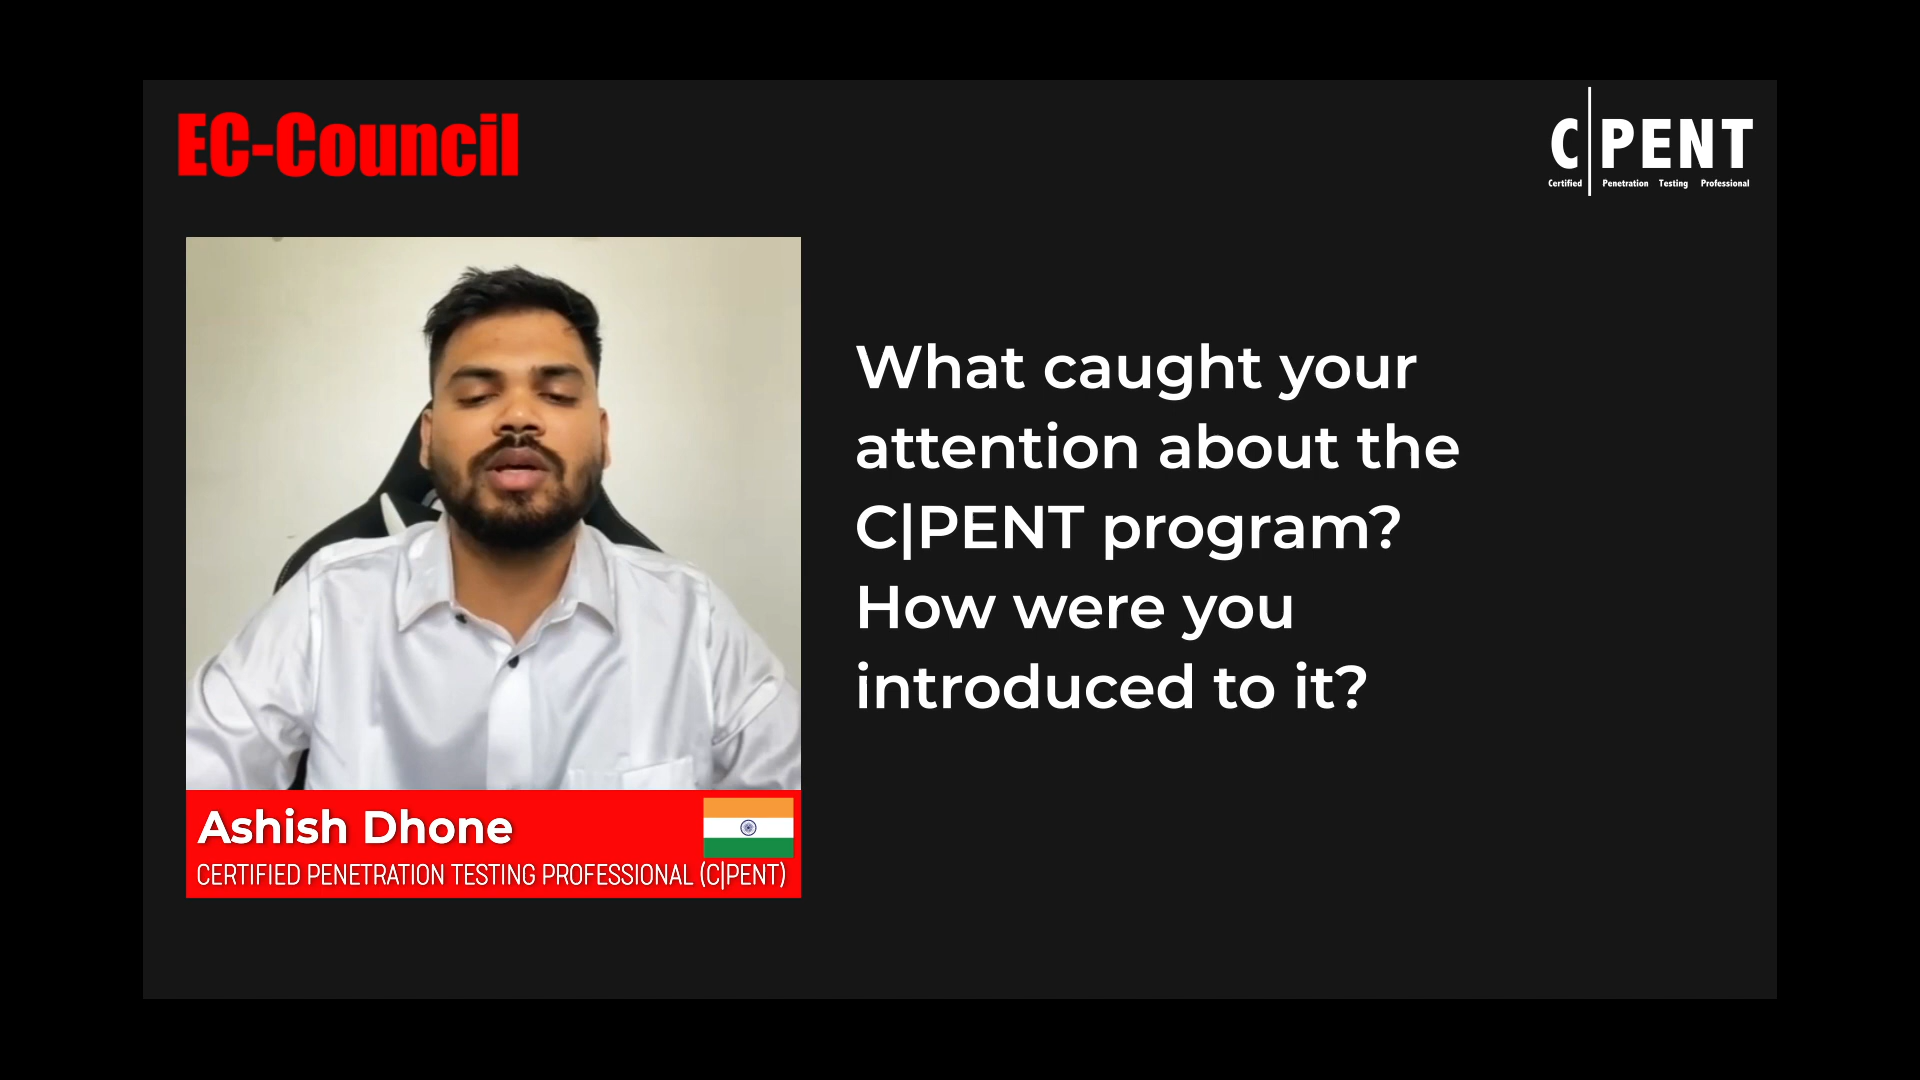 EC-Council
C|PENT
Certified Penetration Testing Professional
What caught your
attention about the
C|PENT program?
How were you
introduced to it?
Ashish Dhone
CERTIFIED PENETRATION TESTING PROFESSIONAL (C|PENT)